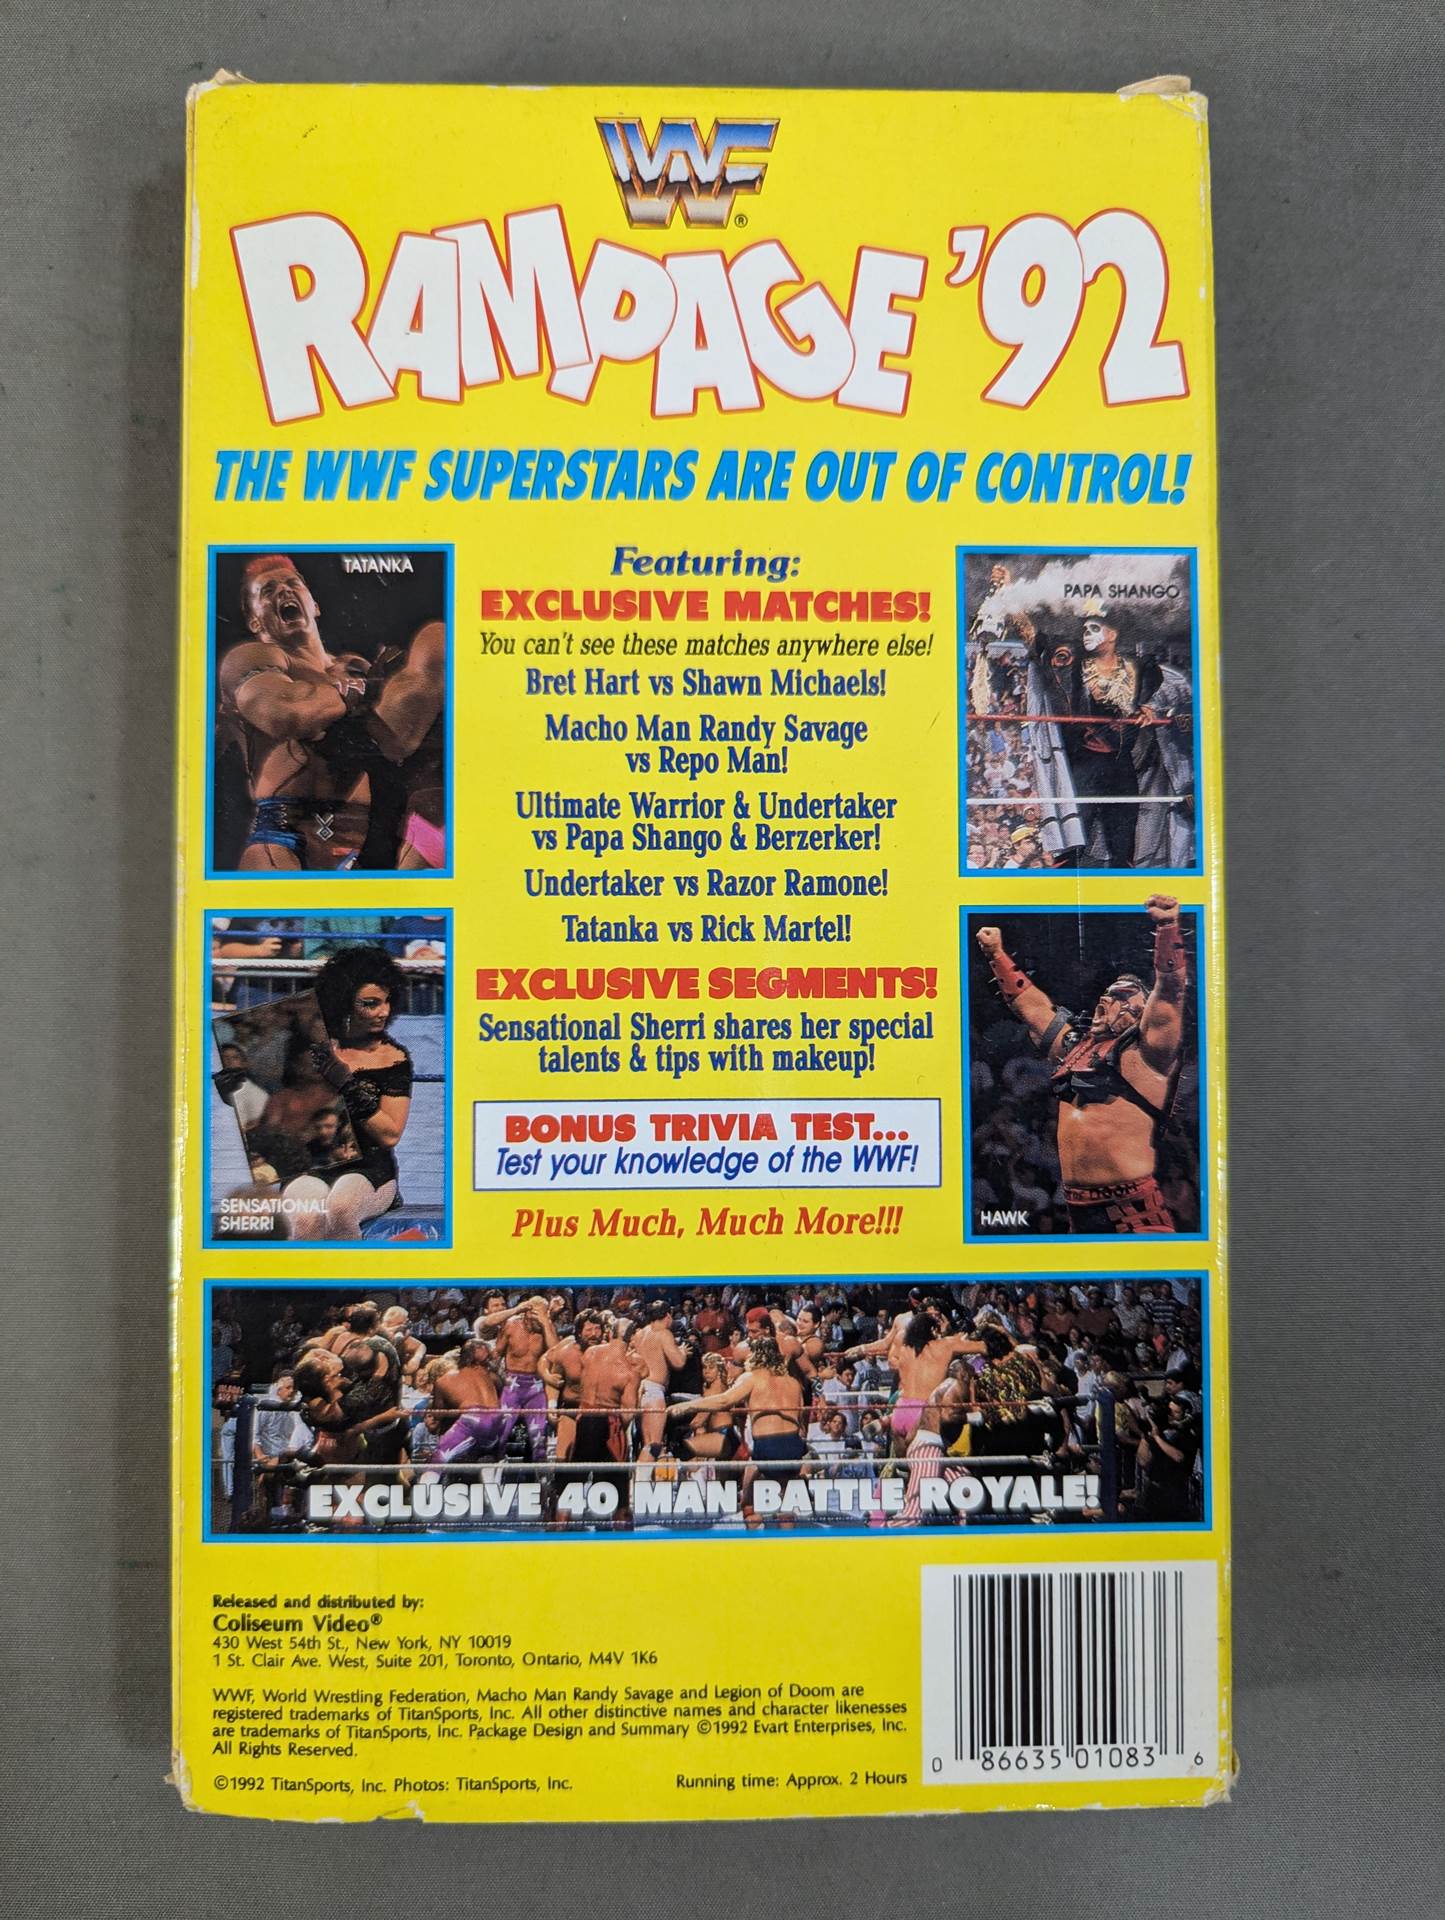 WWF®
RAMPAGE '92
THE WWF SUPERSTARS ARE OUT OF CONTROL!
TATANKA
Featuring:
EXCLUSIVE MATCHES!
You can't see these matches anywhere else!
Bret Hart vs Shawn Michaels!
Macho Man Randy Savage
vs Repo Man!
Ultimate Warrior & Undertaker
vs Papa Shango & Berzerker!
Undertaker vs Razor Ramone!
Tatanka vs Rick Martel!
EXCLUSIVE SEGMENTS!
Sensational Sherri shares her special
talents & tips with makeup!
BONUS TRIVIA TEST...
Test your knowledge of the WWF!
Plus Much, Much More!!!
PAPA SHANGO
SENSATIONAL
SHERRI
HAWK
EXCLUSIVE 40 MAN BATTLE ROYALE!
Released and distributed by:
Coliseum Video®
430 West 54th St., New York, NY 10019
1 St. Clair Ave. West, Suite 201, Toronto, Ontario, M4V 1K6
WWF, World Wrestling Federation, Macho Man Randy Savage and Legion of Doom are
registered trademarks of TitanSports, Inc. All other distinctive names and character likenesses
are trademarks of TitanSports, Inc. Package Design and Summary ©1992 Evart Enterprises, Inc.
All Rights Reserved.
©1992 TitanSports, Inc. Photos: TitanSports, Inc.
Running time: Approx. 2 Hours
0 86635 01083 6